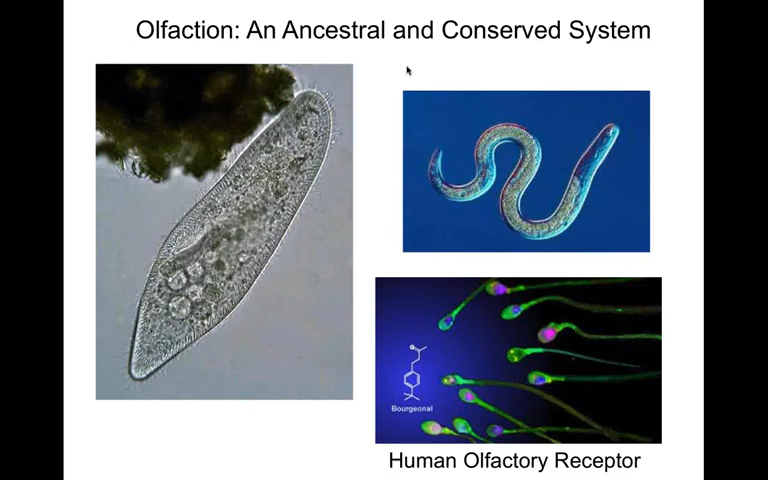 Olfaction: An Ancestral and Conserved System
Bourgeonal
Human Olfactory Receptor